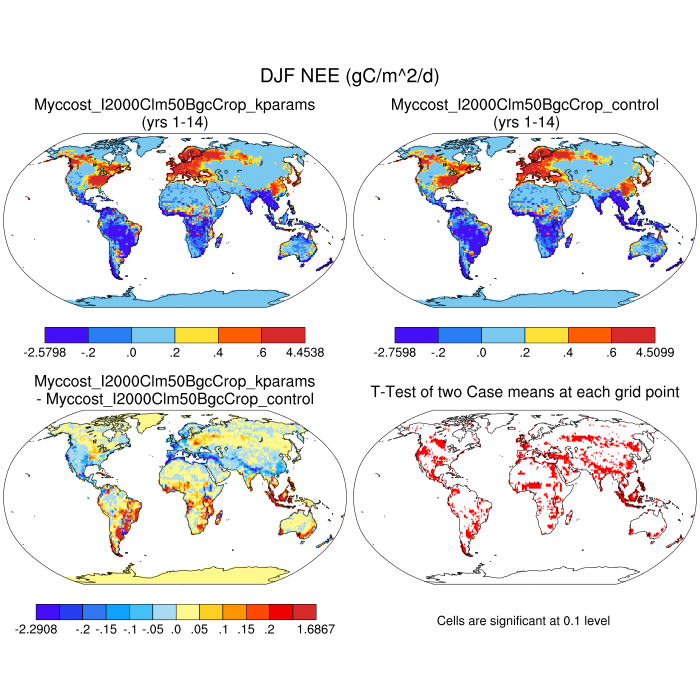 DJF NEE (gC/m^2/d)
Myccost_I2000Clm50BgcCrop_kparams
(yrs 1-14)
Myccost_I2000Clm50BgcCrop_control
(yrs 1-14)
-2.5798 -.2 .0 .2 .4 .6 4.4538
-2.7598 -.2 .0 .2 .4 .6 4.5099
Myccost_I2000Clm50BgcCrop_kparams
- Myccost_I2000Clm50BgcCrop_control
T-Test of two Case means at each grid point
-2.2908 -.2 -.15 -.1 -.05 .0 .05 .1 .15 .2 1.6867
Cells are significant at 0.1 level